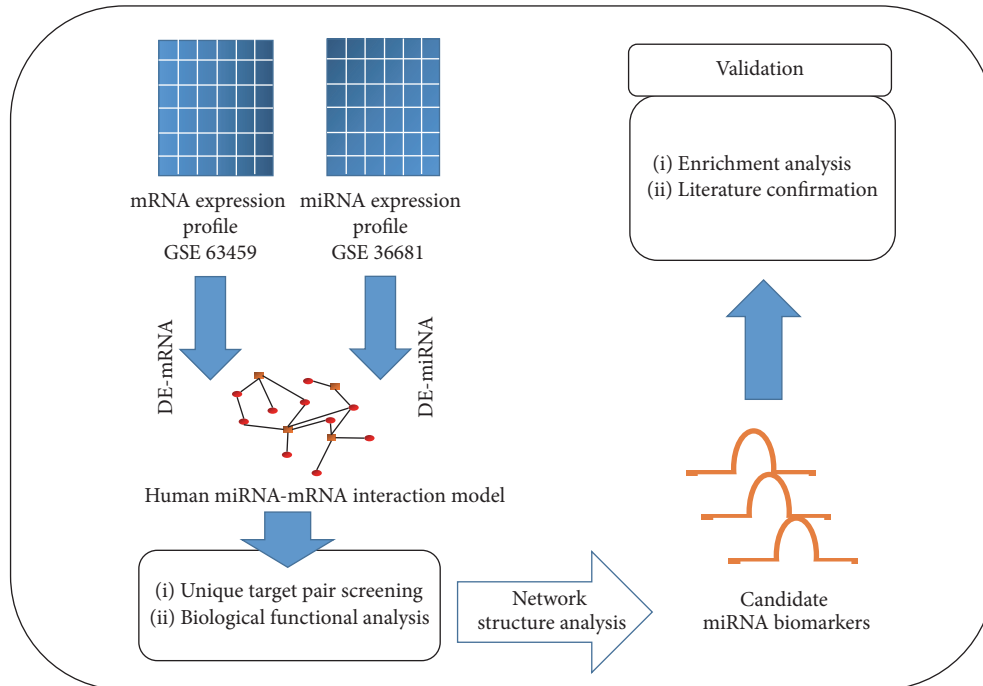 mRNA expression
profile
GSE 63459
miRNA expression
profile
GSE 36681
DE-mRNA
DE-miRNA
Human miRNA-mRNA interaction model
(i) Unique target pair screening
(ii) Biological functional analysis
Network
structure analysis
Candidate
miRNA biomarkers
Validation
(i) Enrichment analysis
(ii) Literature confirmation